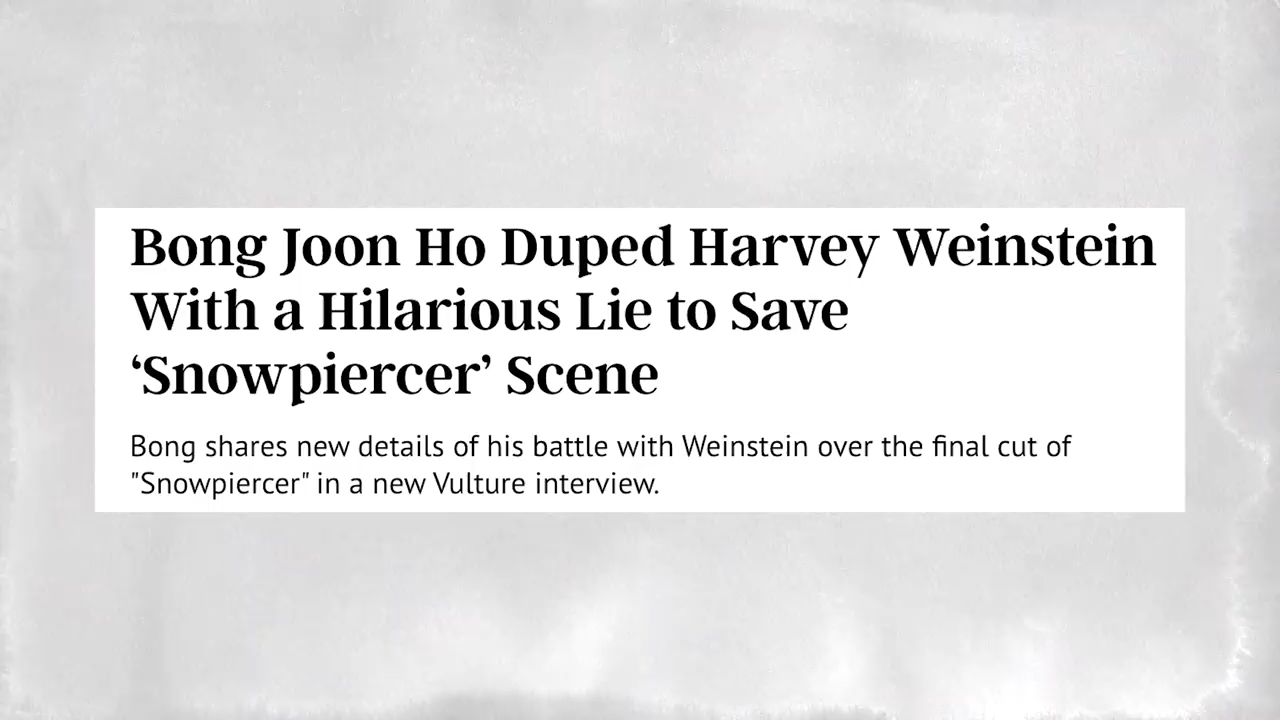 Bong Joon Ho Duped Harvey Weinstein
With a Hilarious Lie to Save
‘Snowpiercer’ Scene
Bong shares new details of his battle with Weinstein over the final cut of
"Snowpiercer" in a new Vulture interview.